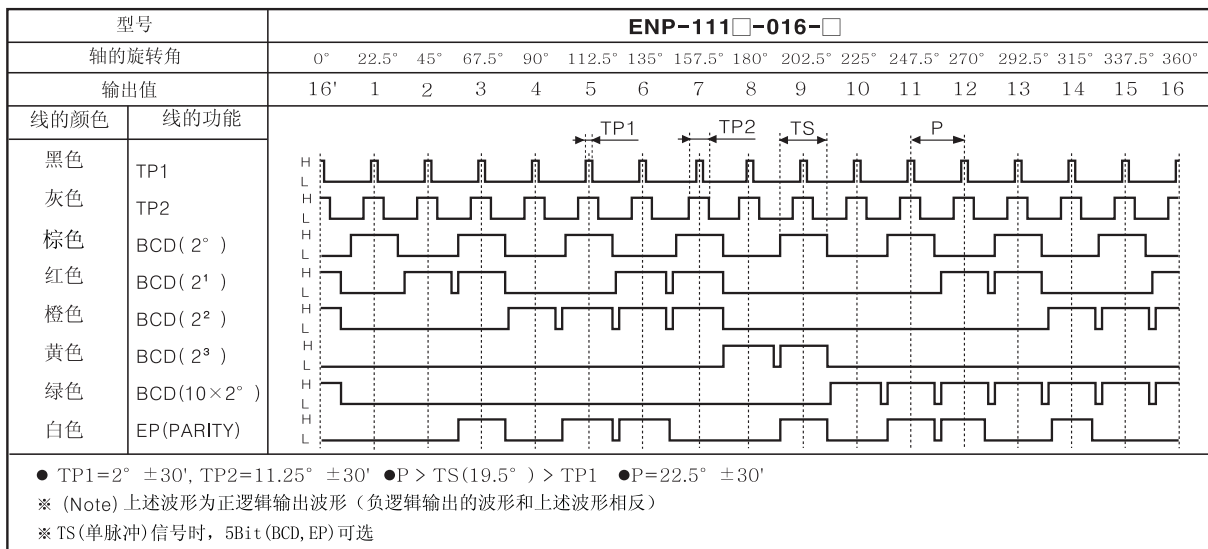 型号 ENP-111□-016-□
轴的旋转角 0° 22.5° 45° 67.5° 90° 112.5° 135° 157.5° 180° 202.5° 225° 247.5° 270° 292.5° 315° 337.5° 360°
输出值 16' 1 2 3 4 5 6 7 8 9 10 11 12 13 14 15 16
线的颜色 线的功能 TP1 TP2 TS P
黑色 TP1 H L
灰色 TP2 H L
棕色 BCD( 2° ) H L
红色 BCD( 2¹ ) H L
橙色 BCD( 2² ) H L
黄色 BCD( 2³ ) H L
绿色 BCD(10×2° ) H L
白色 EP(PARITY) H L
● TP1=2° ±30', TP2=11.25° ±30' ●P > TS(19.5° ) > TP1 ●P=22.5° ±30'
※ (Note) 上述波形为正逻辑输出波形（负逻辑输出的波形和上述波形相反）
※ TS(单脉冲)信号时，5Bit(BCD,EP)可选